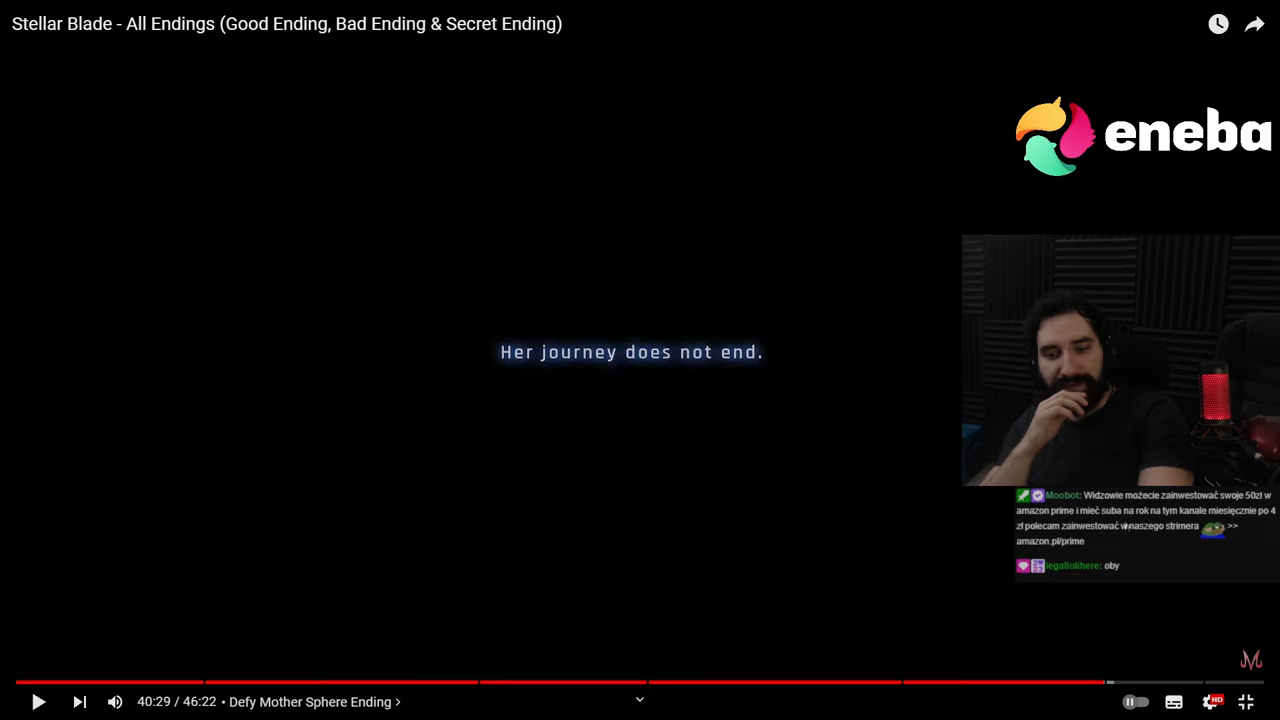 Stellar Blade - All Endings (Good Ending, Bad Ending & Secret Ending)
eneba
Her journey does not end.
Moobot: Widzowie możecie zainwestować swoje 50zł w
amazon prime i mieć suba na rok na tym kanale miesięcznie po 4
zł polecam zainwestować w naszego strimera >>
amazon.pl/prime
legallolihere: oby
40:29 / 46:22 • Defy Mother Sphere Ending >
HD